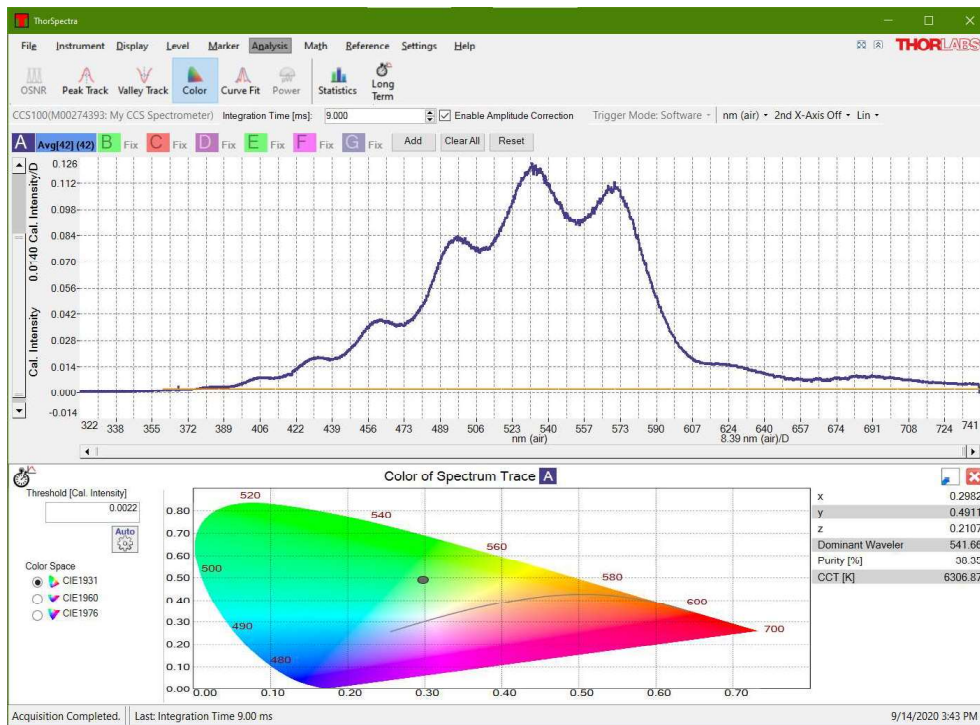 ThorSpectra
File Instrument Display Level Marker Analysis Math Reference Settings Help
THORLABS
OSNR Peak Track Valley Track Color Curve Fit Power Statistics Long Term
CCS100(M00274393: My CCS Spectrometer) Integration Time [ms]: 9.000 Enable Amplitude Correction Trigger Mode: Software nm (air) 2nd X-Axis Off Lin
A Avg[42] (42) B Fix C Fix D Fix E Fix F Fix G Fix Add Clear All Reset
0.126
0.112
0.098
0.084
0.070
0.056
0.042
0.028
0.014
0.000
-0.014
Cal. Intensity 0.0140 Cal. Intensity/D
322 338 355 372 389 406 422 439 456 473 489 506 523 540 556 573 590 607 624 640 657 674 691 708 724 741
nm (air) 8.39 nm (air)/D
Color of Spectrum Trace A
Threshold [Cal. Intensity]
0.0022
Auto
Color Space
CIE1931
CIE1960
CIE1976
0.80
0.70
0.60
0.50
0.40
0.30
0.20
0.10
0.00
0.00 0.10 0.20 0.30 0.40 0.50 0.60 0.70
520
540
560
500
580
600
490
700
480
x 0.2982
y 0.4911
z 0.2107
Dominant Waveler 541.66
Purity [%] 38.35
CCT [K] 6306.87
Acquisition Completed. Last: Integration Time 9.00 ms 9/14/2020 3:43 PM